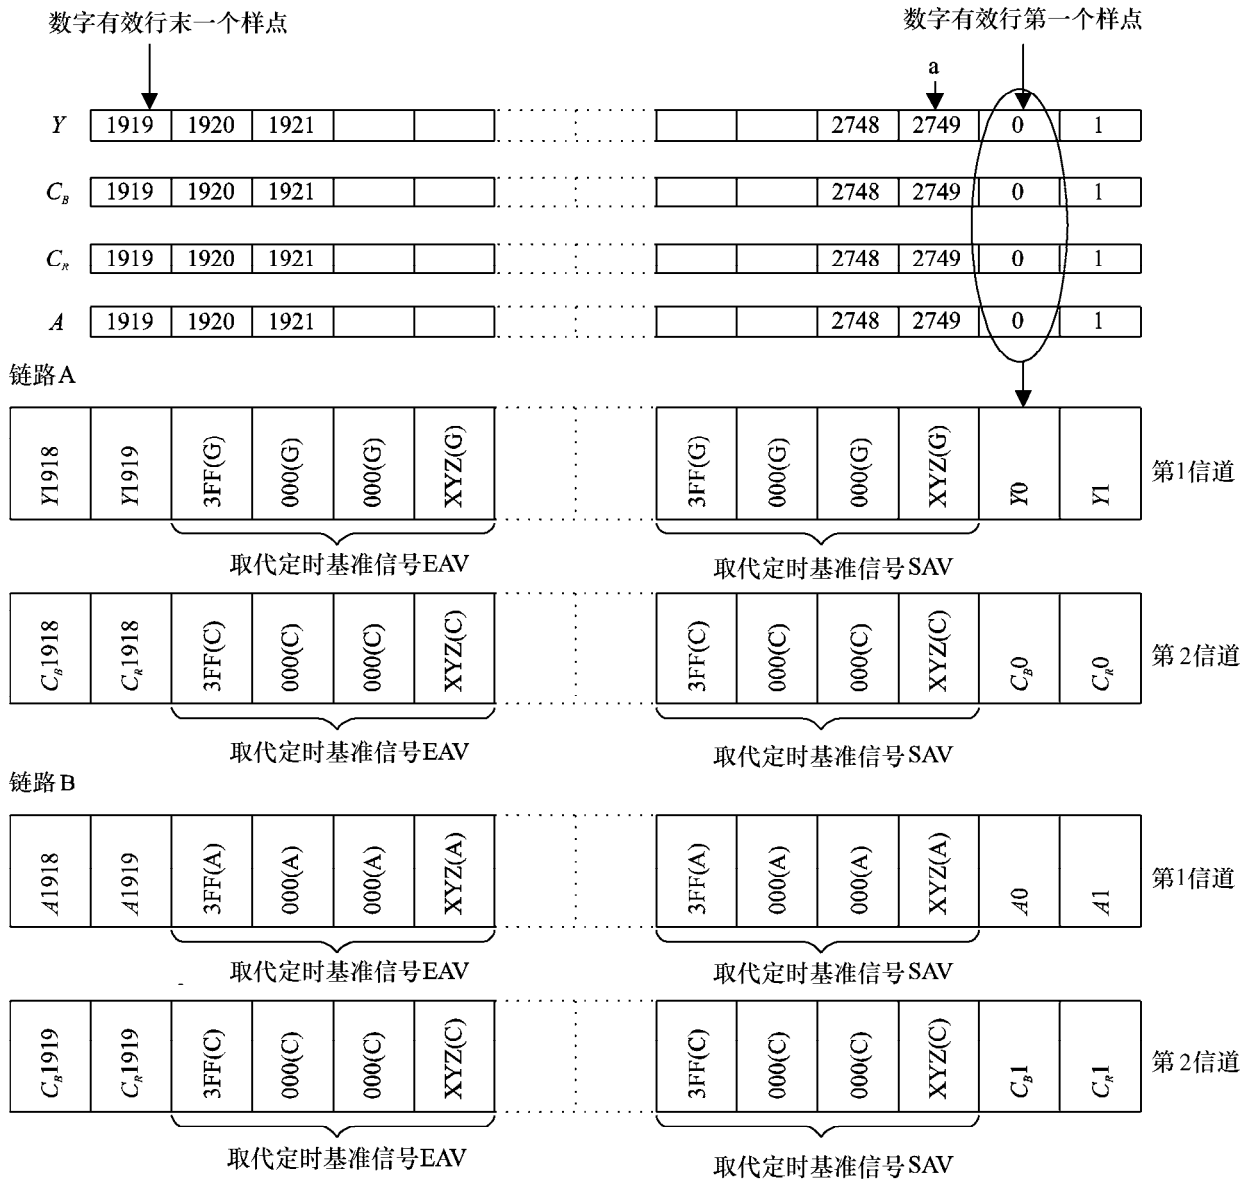 数字有效行末一个样点 数字有效行第一个样点
a
Y 1919 1920 1921 2748 2749 0 1
C_B 1919 1920 1921 2748 2749 0 1
C_R 1919 1920 1921 2748 2749 0 1
A 1919 1920 1921 2748 2749 0 1
链路A
Y1918 Y1919 3FF(G) 000(G) 000(G) XYZ(G) 3FF(G) 000(G) 000(G) XYZ(G) Y0 Y1 第1信道
取代定时基准信号EAV 取代定时基准信号SAV
C_B1918 C_R1918 3FF(C) 000(C) 000(C) XYZ(C) 3FF(C) 000(C) 000(C) XYZ(C) C_B0 C_R0 第2信道
取代定时基准信号EAV 取代定时基准信号SAV
链路B
A1918 A1919 3FF(A) 000(A) 000(A) XYZ(A) 3FF(A) 000(A) 000(A) XYZ(A) A0 A1 第1信道
取代定时基准信号EAV 取代定时基准信号SAV
C_B1919 C_R1919 3FF(C) 000(C) 000(C) XYZ(C) 3FF(C) 000(C) 000(C) XYZ(C) C_B1 C_R1 第2信道
取代定时基准信号EAV 取代定时基准信号SAV